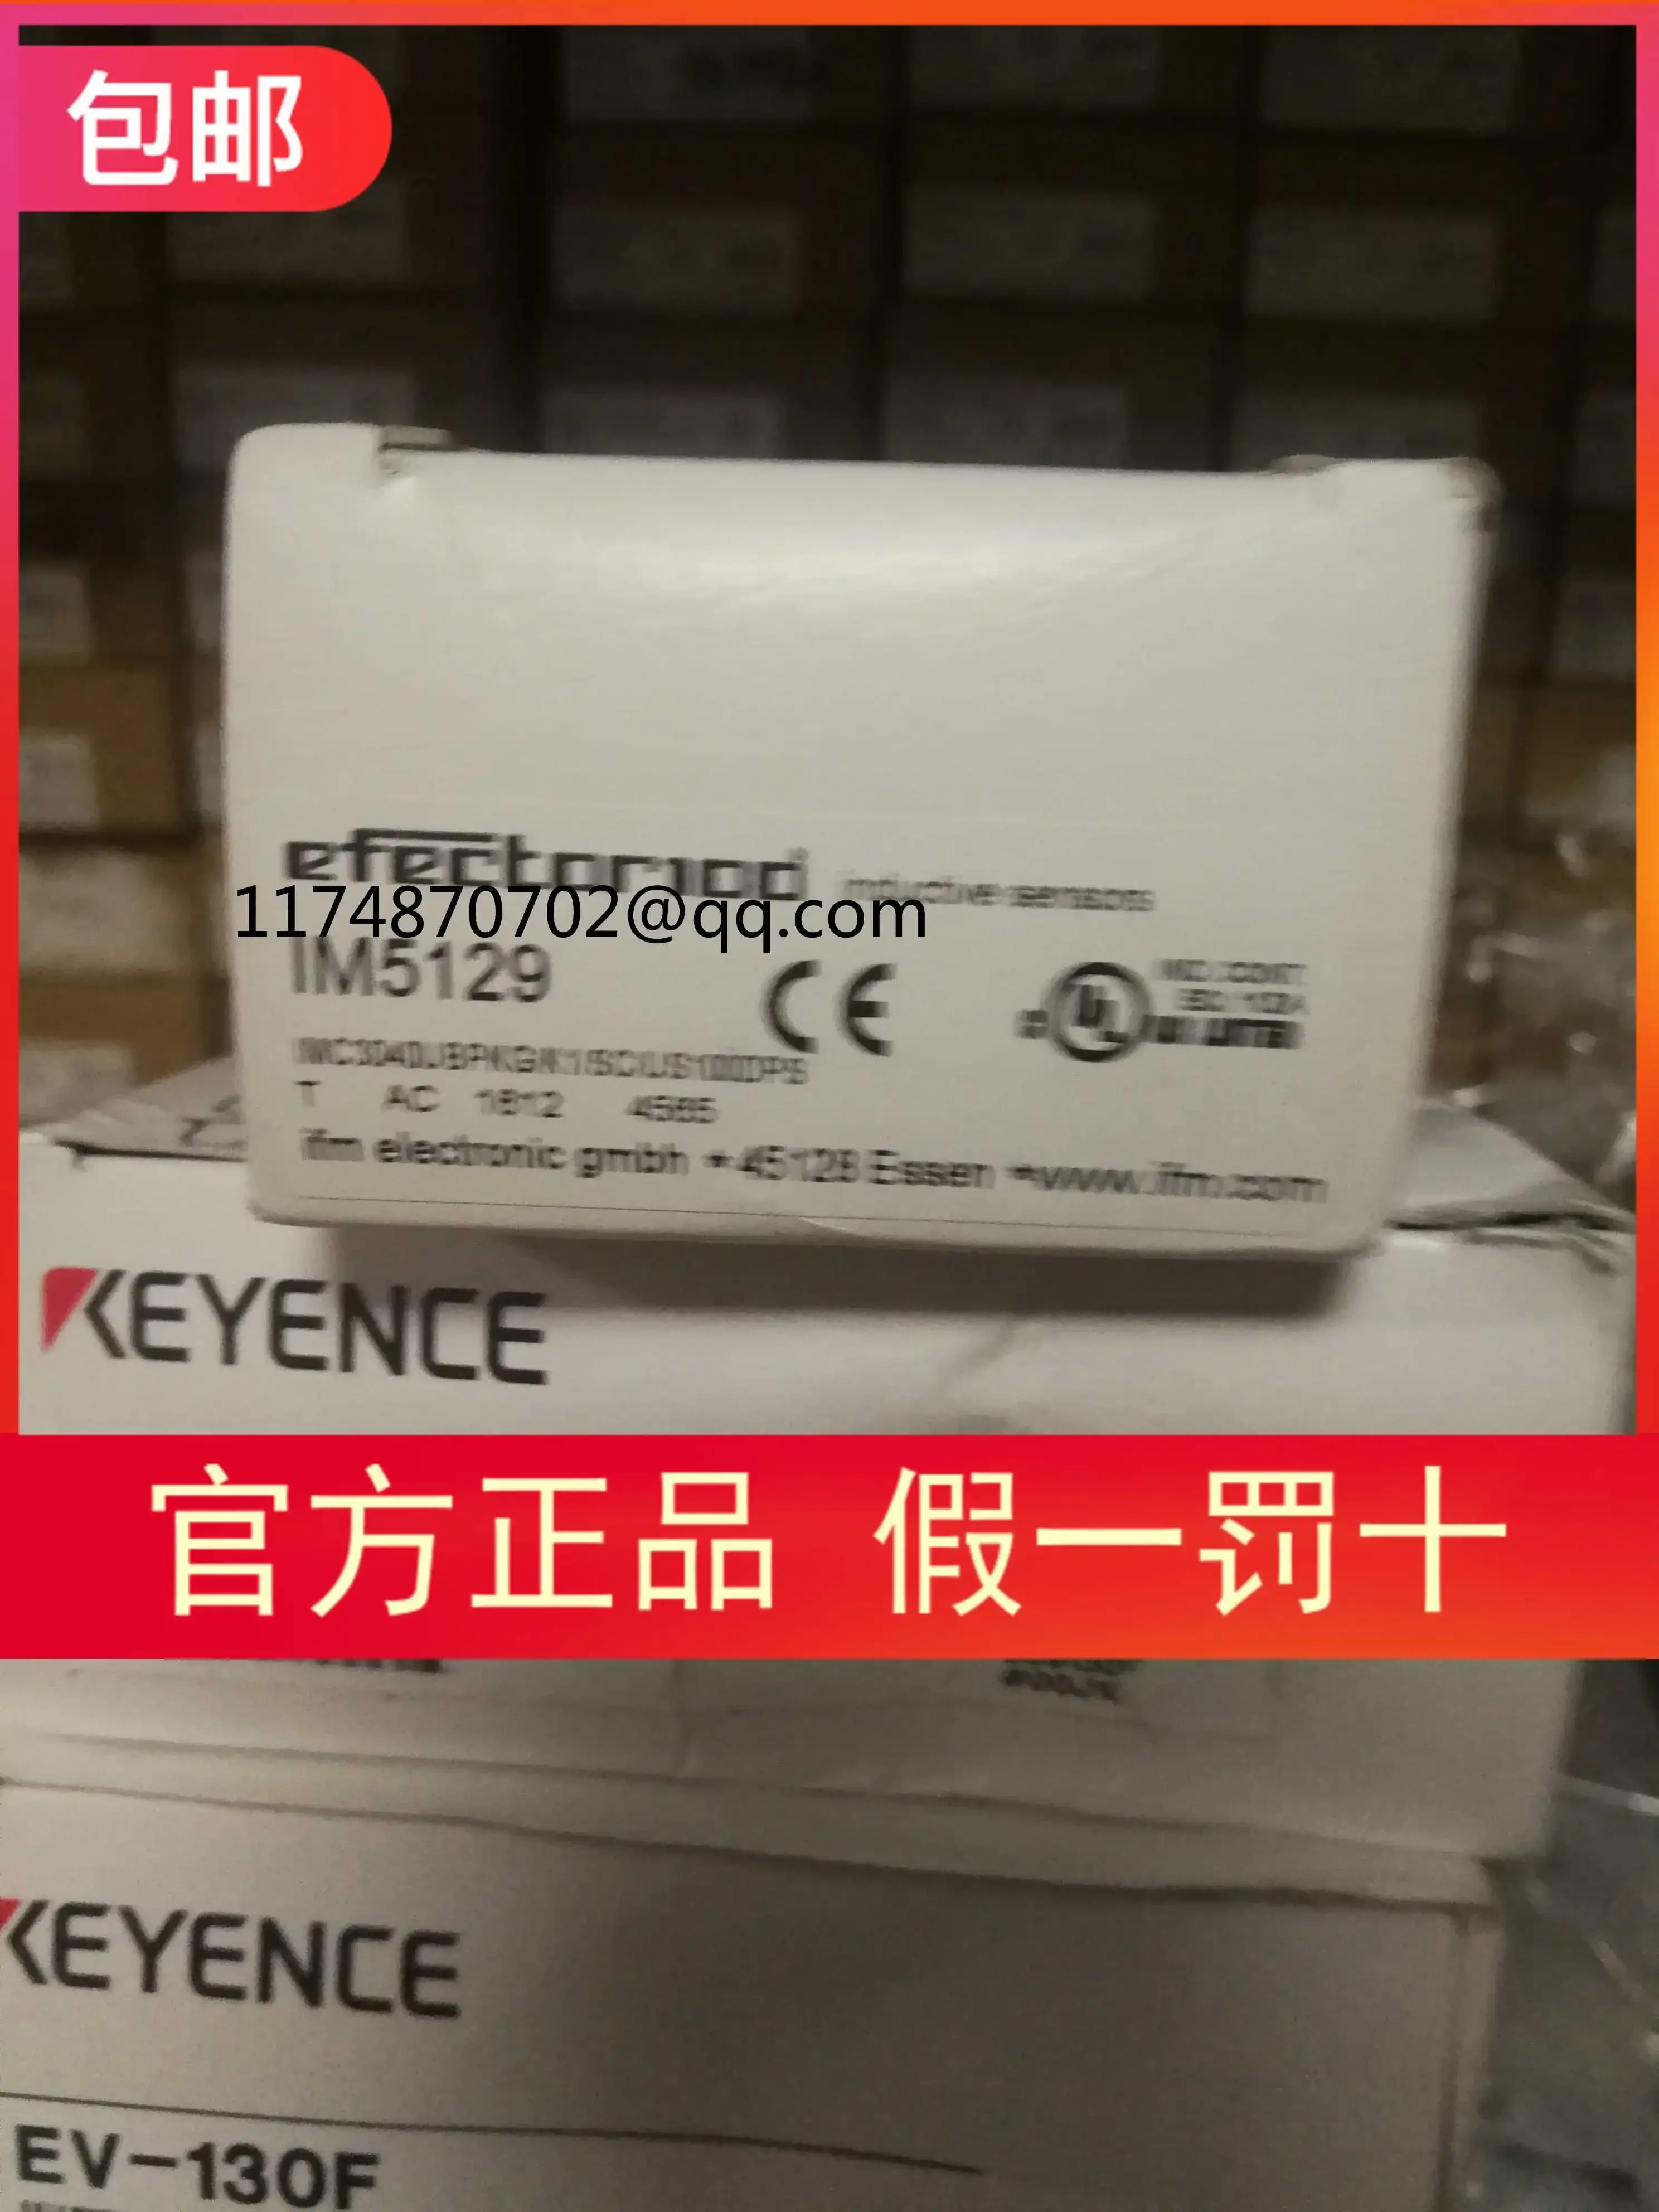 包邮
efector100 inductive sensors
1174870702@qq.com
IM5129
CE
UL
T AC 1812 4585
ifm electronic gmbh • 45128 Essen • www.ifm.com
KEYENCE
官方正品 假一罚十
KEYENCE
EV-130F